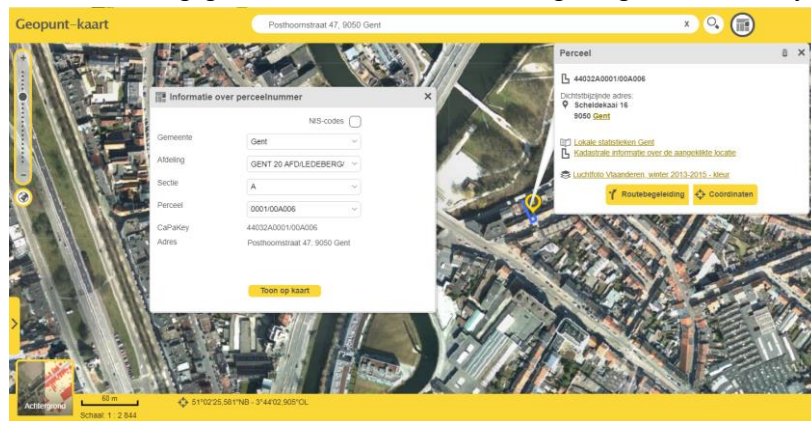 Geopunt-kaart
Posthoornstraat 47, 9050 Gent
X
Informatie over perceelnummer
NIS-codes
Gemeente
Gent
Afdeling
GENT 20 AFD/LEDEBERG/
Sectie
A
Perceel
0001/00A006
CaPaKey
44032A0001/00A006
Adres
Posthoornstraat 47, 9050 Gent
Toon op kaart
Perceel
44032A0001/00A006
Dichtstbijzijnde adres:
Scheldekaai 16
9050 Gent
Lokale statistieken Gent
Kadastrale informatie over de aangeklikte locatie
Luchtfoto Vlaanderen, winter 2013-2015 - kleur
Routebegeleiding
Coördinaten
Achtergrond
60 m
Schaal: 1 : 2 844
51°02'25,581"NB - 3°44'02,905"OL